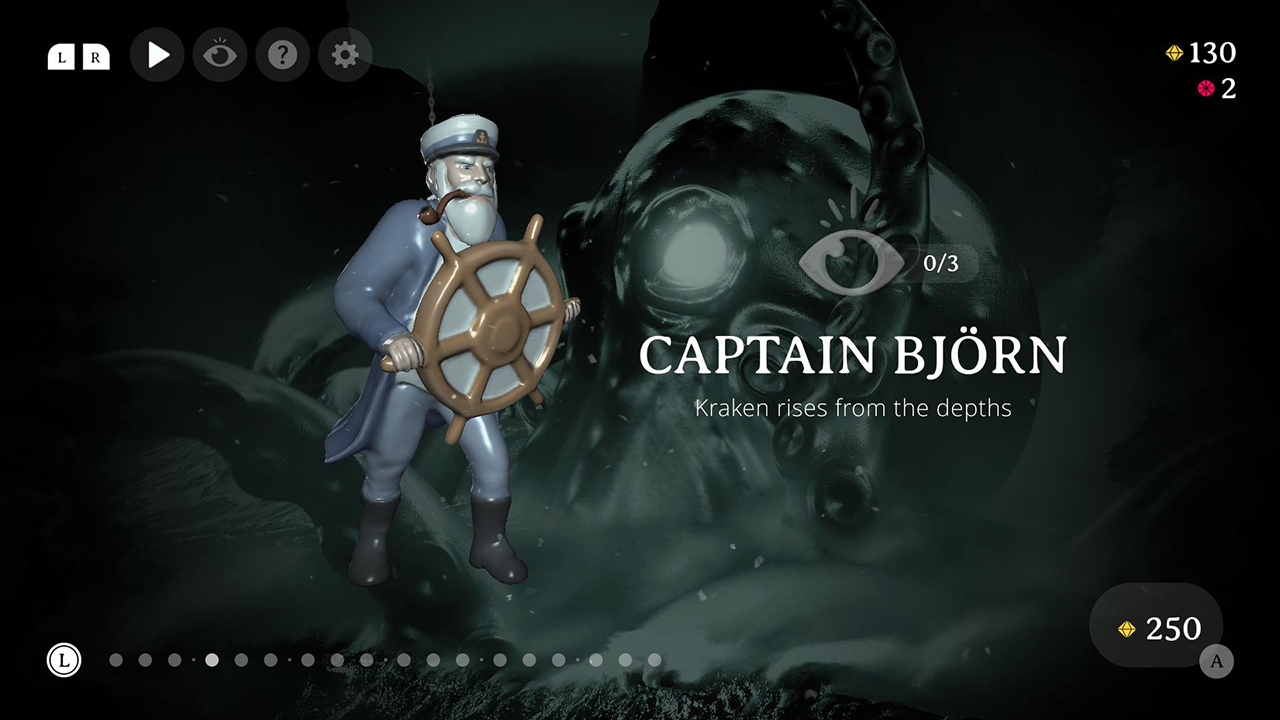 L R ?
130
2
0/3
CAPTAIN BJÖRN
Kraken rises from the depths
250
L
A